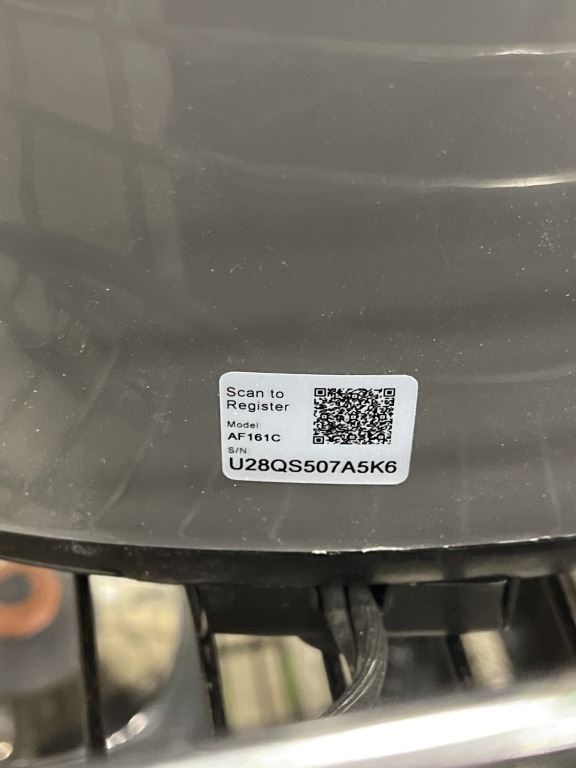 Scan to
Register
Model
AF161C
S/N
U28QS507A5K6